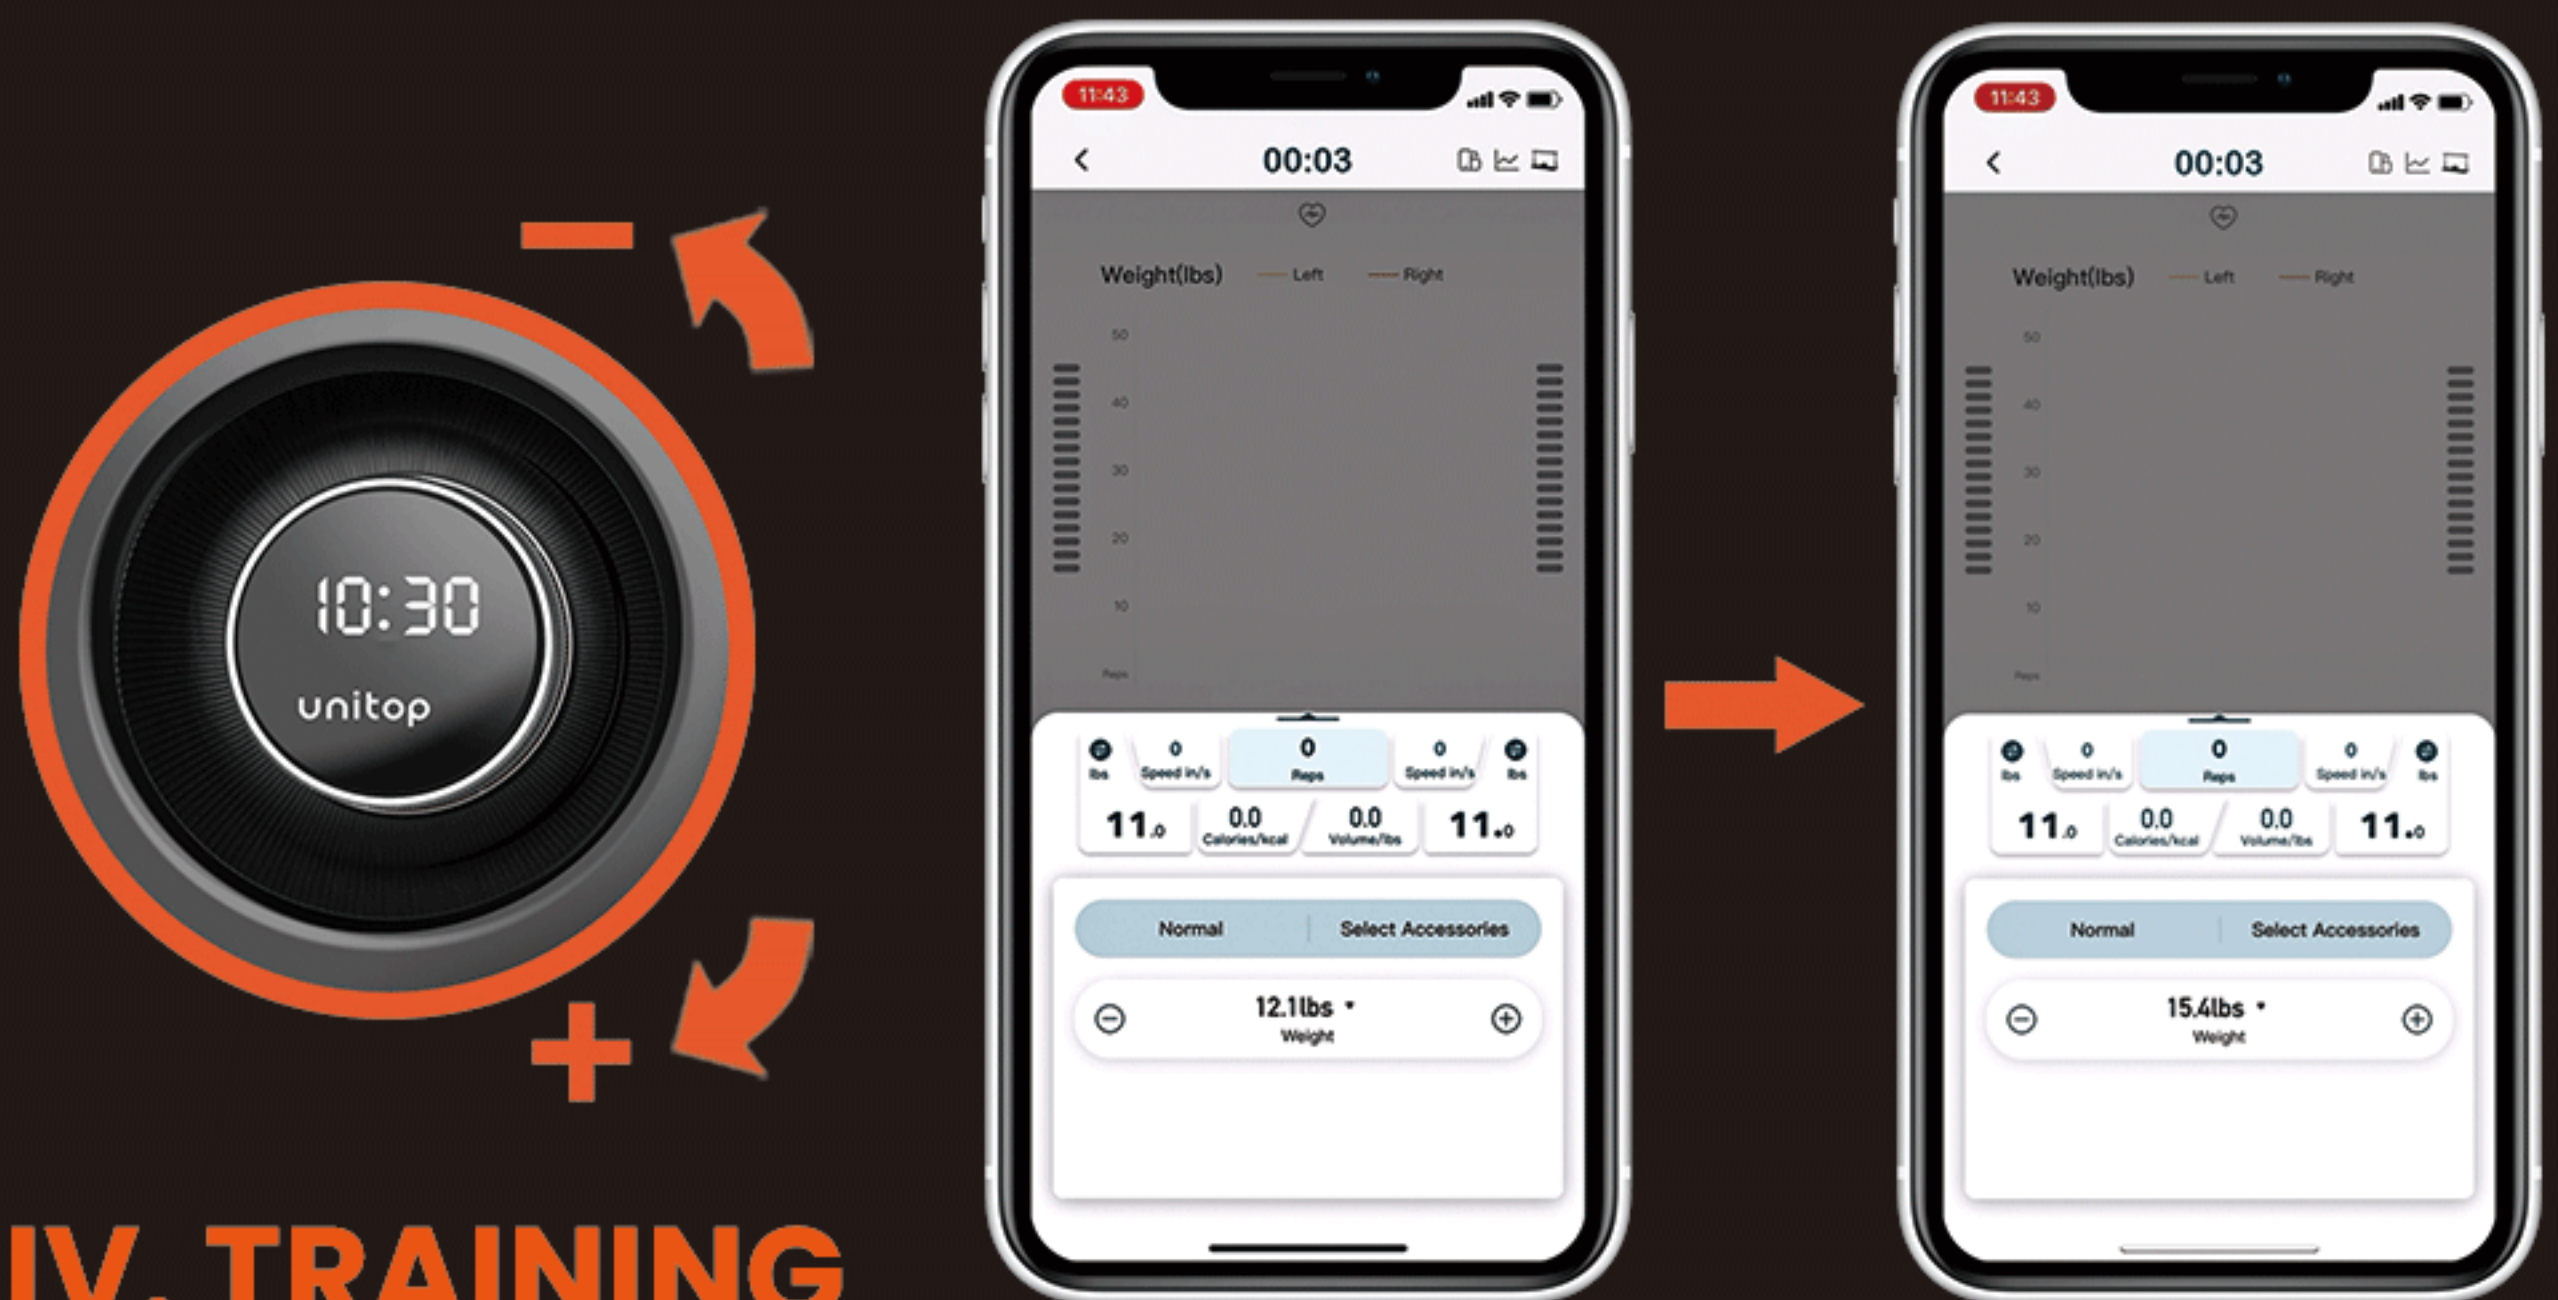 10:30
unitop
IV. TRAINING
11:43
00:03
Weight(lbs) Left Right
50
40
30
20
10
Reps
0 0 0
lbs Speed in/s Reps Speed in/s lbs
11.0 0.0 0.0 11.0
Calories/kcal Volume/lbs
Normal Select Accessories
12.1lbs
Weight
11:43
00:03
Weight(lbs) Left Right
50
40
30
20
10
Reps
0 0 0
lbs Speed in/s Reps Speed in/s lbs
11.0 0.0 0.0 11.0
Calories/kcal Volume/lbs
Normal Select Accessories
15.4lbs
Weight